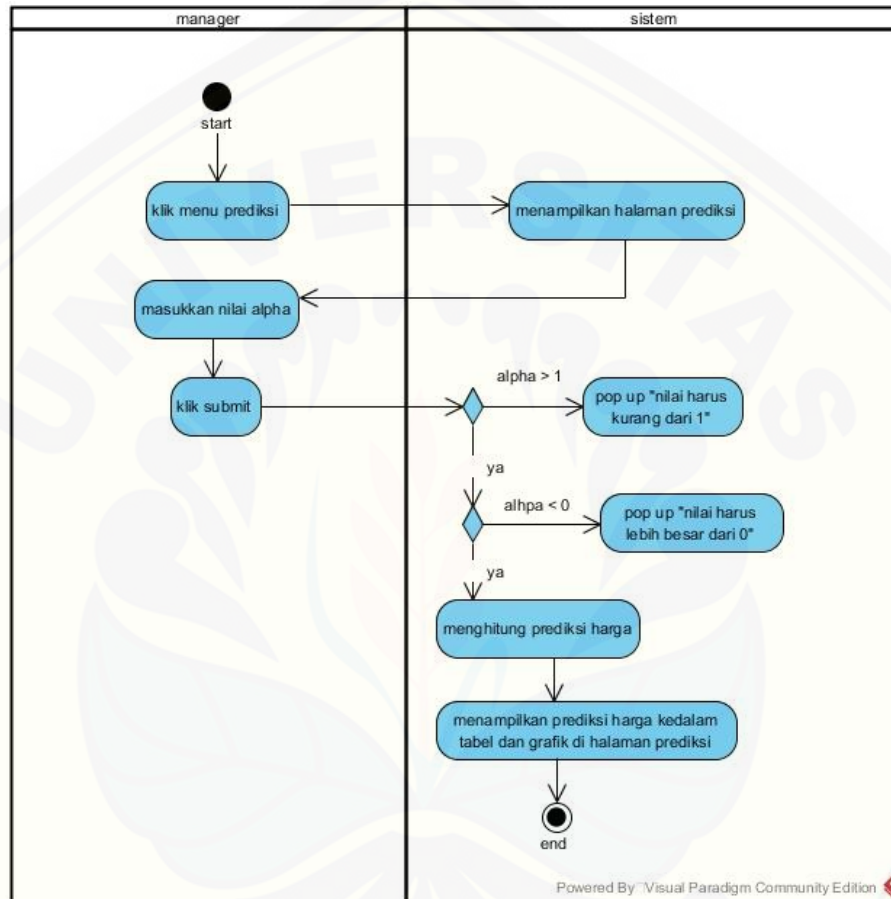 manager
sistem
start
klik menu prediksi
menampilkan halaman prediksi
masukkan nilai alpha
klik submit
alpha > 1
pop up "nilai harus
kurang dari 1"
ya
alhpa < 0
pop up "nilai harus
lebih besar dari 0"
ya
menghitung prediksi harga
menampilkan prediksi harga kedalam
tabel dan grafik di halaman prediksi
end
UNIVERSITAS
Powered By Visual Paradigm Community Edition